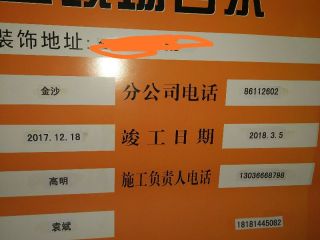 装饰地址:
金沙 分公司电话 86112602
2017.12.18 竣工日期 2018.3.5
高明 施工负责人电话 13036668798
袁斌 18181445082